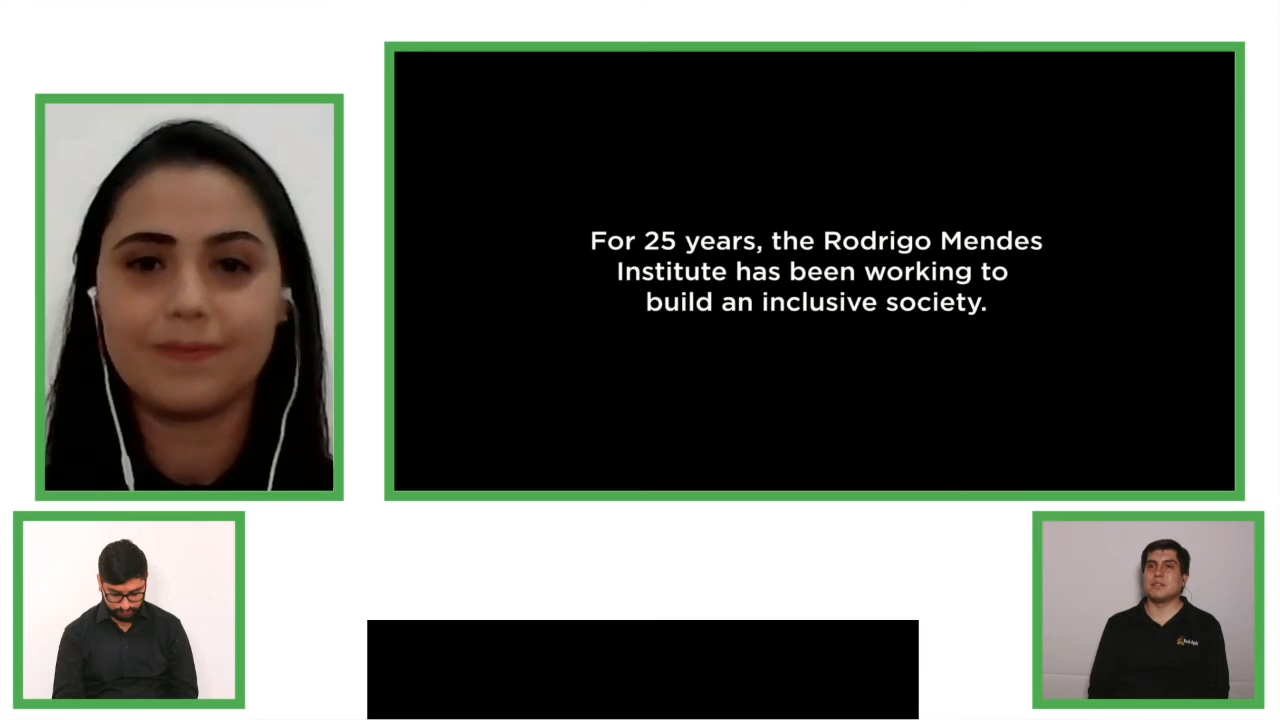 For 25 years, the Rodrigo Mendes
Institute has been working to
build an inclusive society.